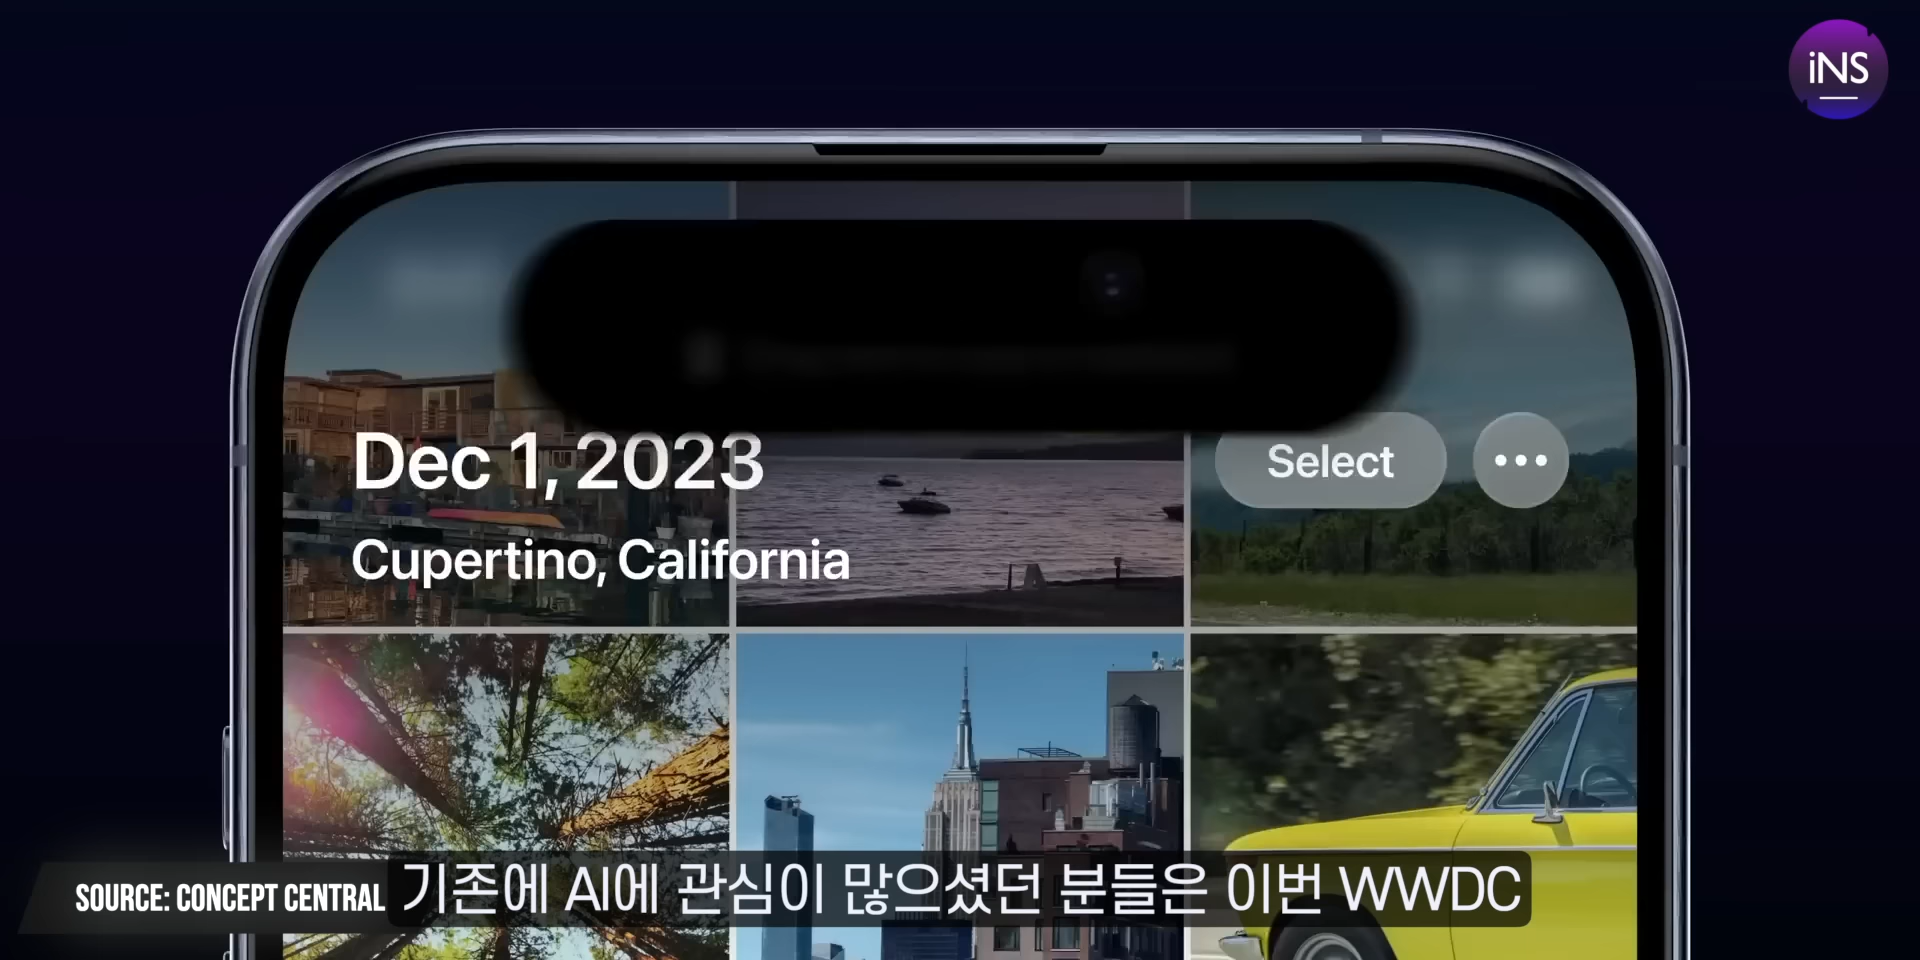 iNS
Dec 1, 2023
Select
Cupertino, California
SOURCE: CONCEPT CENTRAL
기존에 AI에 관심이 많으셨던 분들은 이번 WWDC